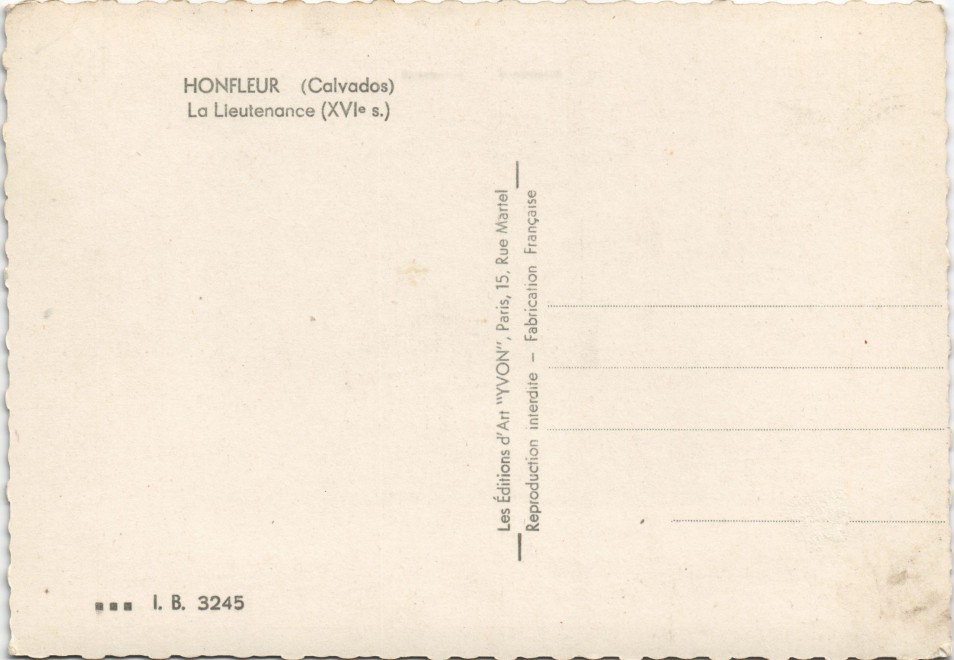 HONFLEUR (Calvados)
La Lieutenance (XVIe s.)
Les Éditions d'Art "YVON", Paris, 15, Rue Martel
Reproduction interdite – Fabrication Française
I. B. 3245